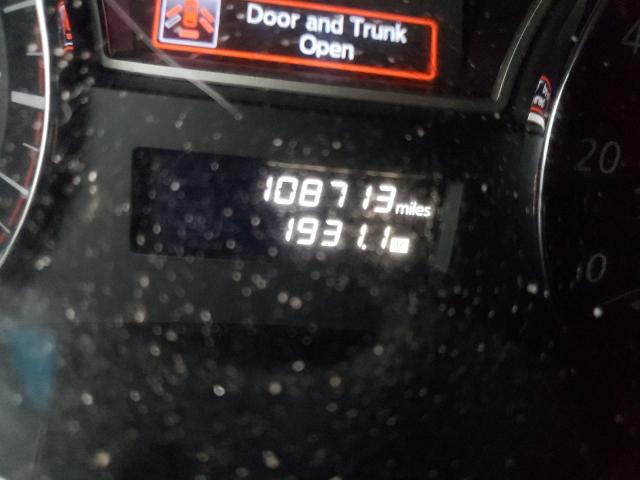 Door and Trunk
Open
108713 miles
1931.1
20
0